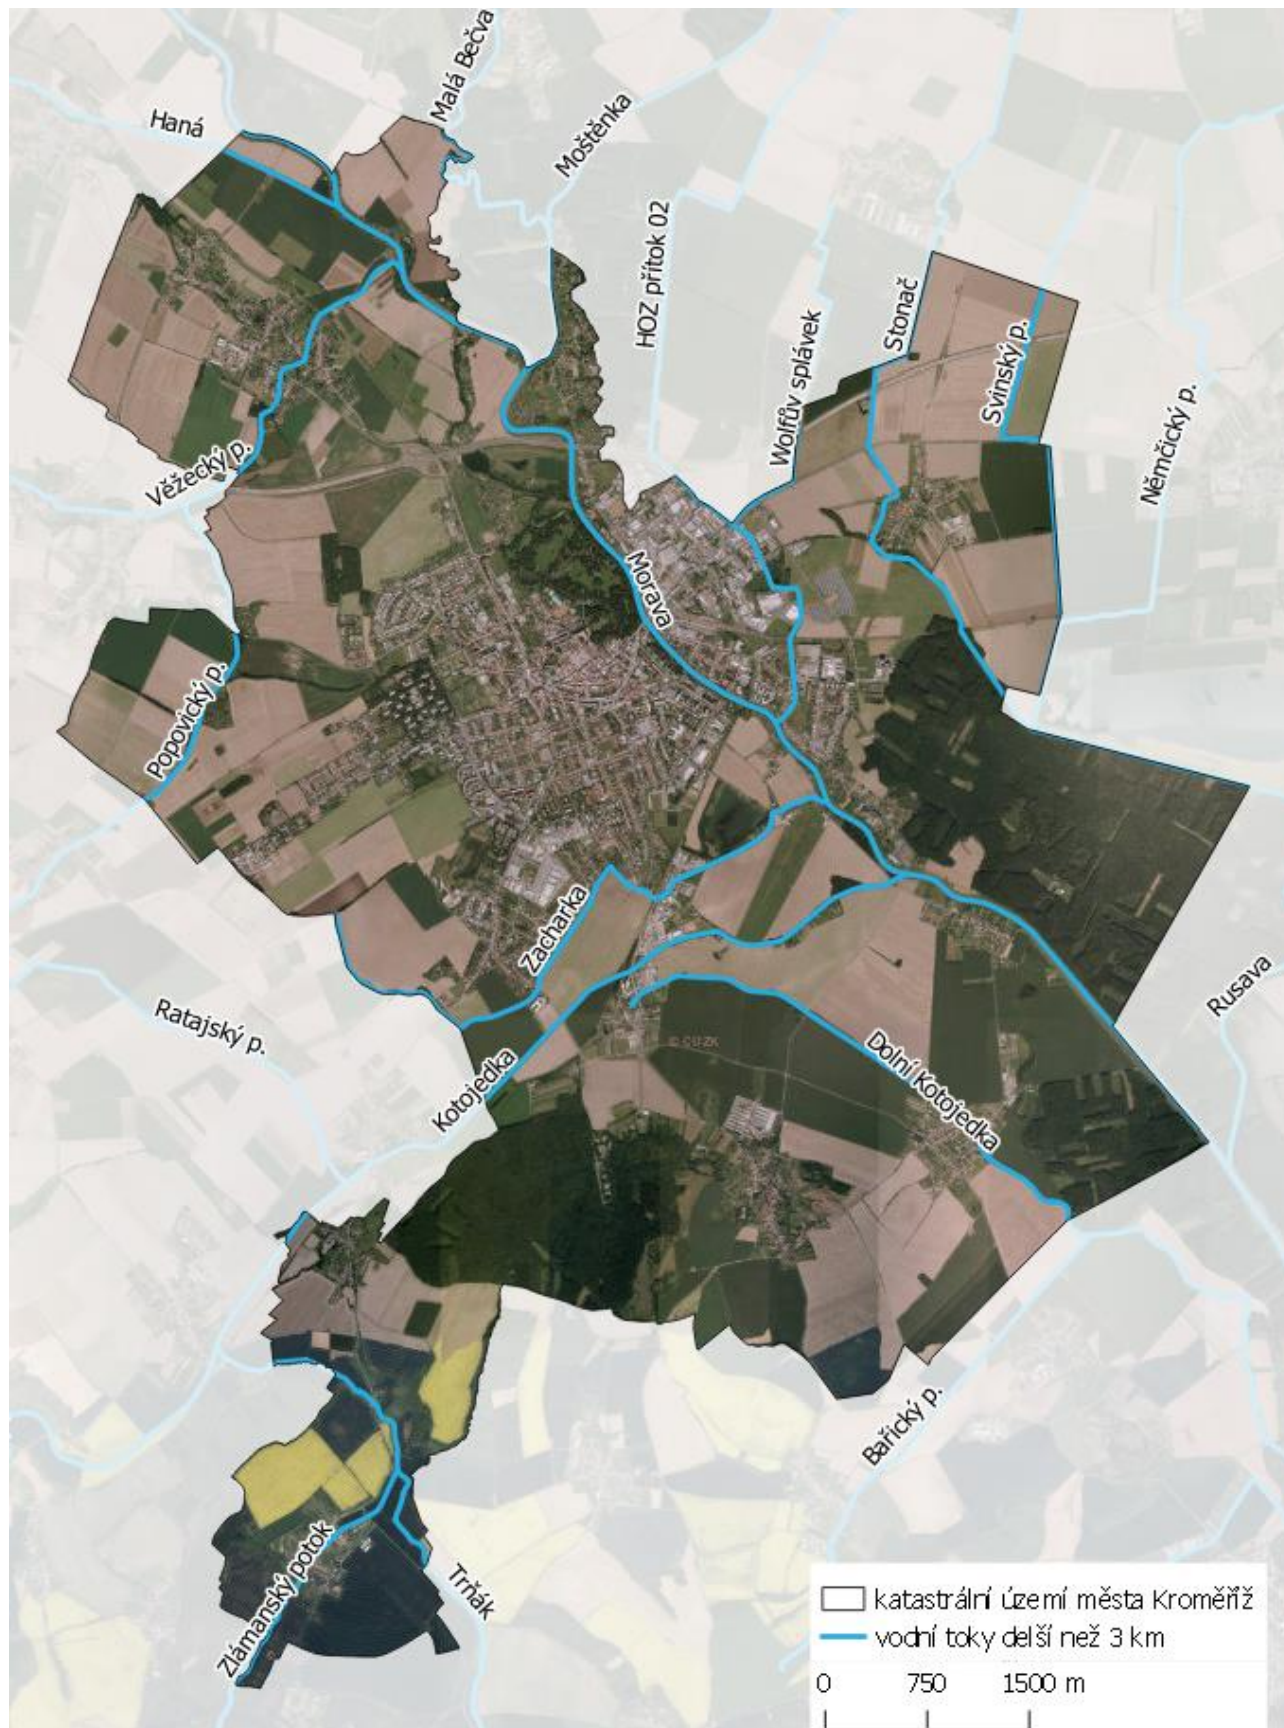 Malá Bečva
Haná
Moštěnka
HOZ přítok 02
Stonač
Wolfův splávek
Svinský p.
Němčický p.
Věžecký p.
Morava
Popovický p.
Zacharka
Ratajský p.
Rusava
© ČÚZK
Kotojedka
Dolní Kotojedka
Bařický p.
Zlámanský potok
Trňák
katastrální území města Kroměříž
vodní toky delší než 3 km
0 750 1500 m